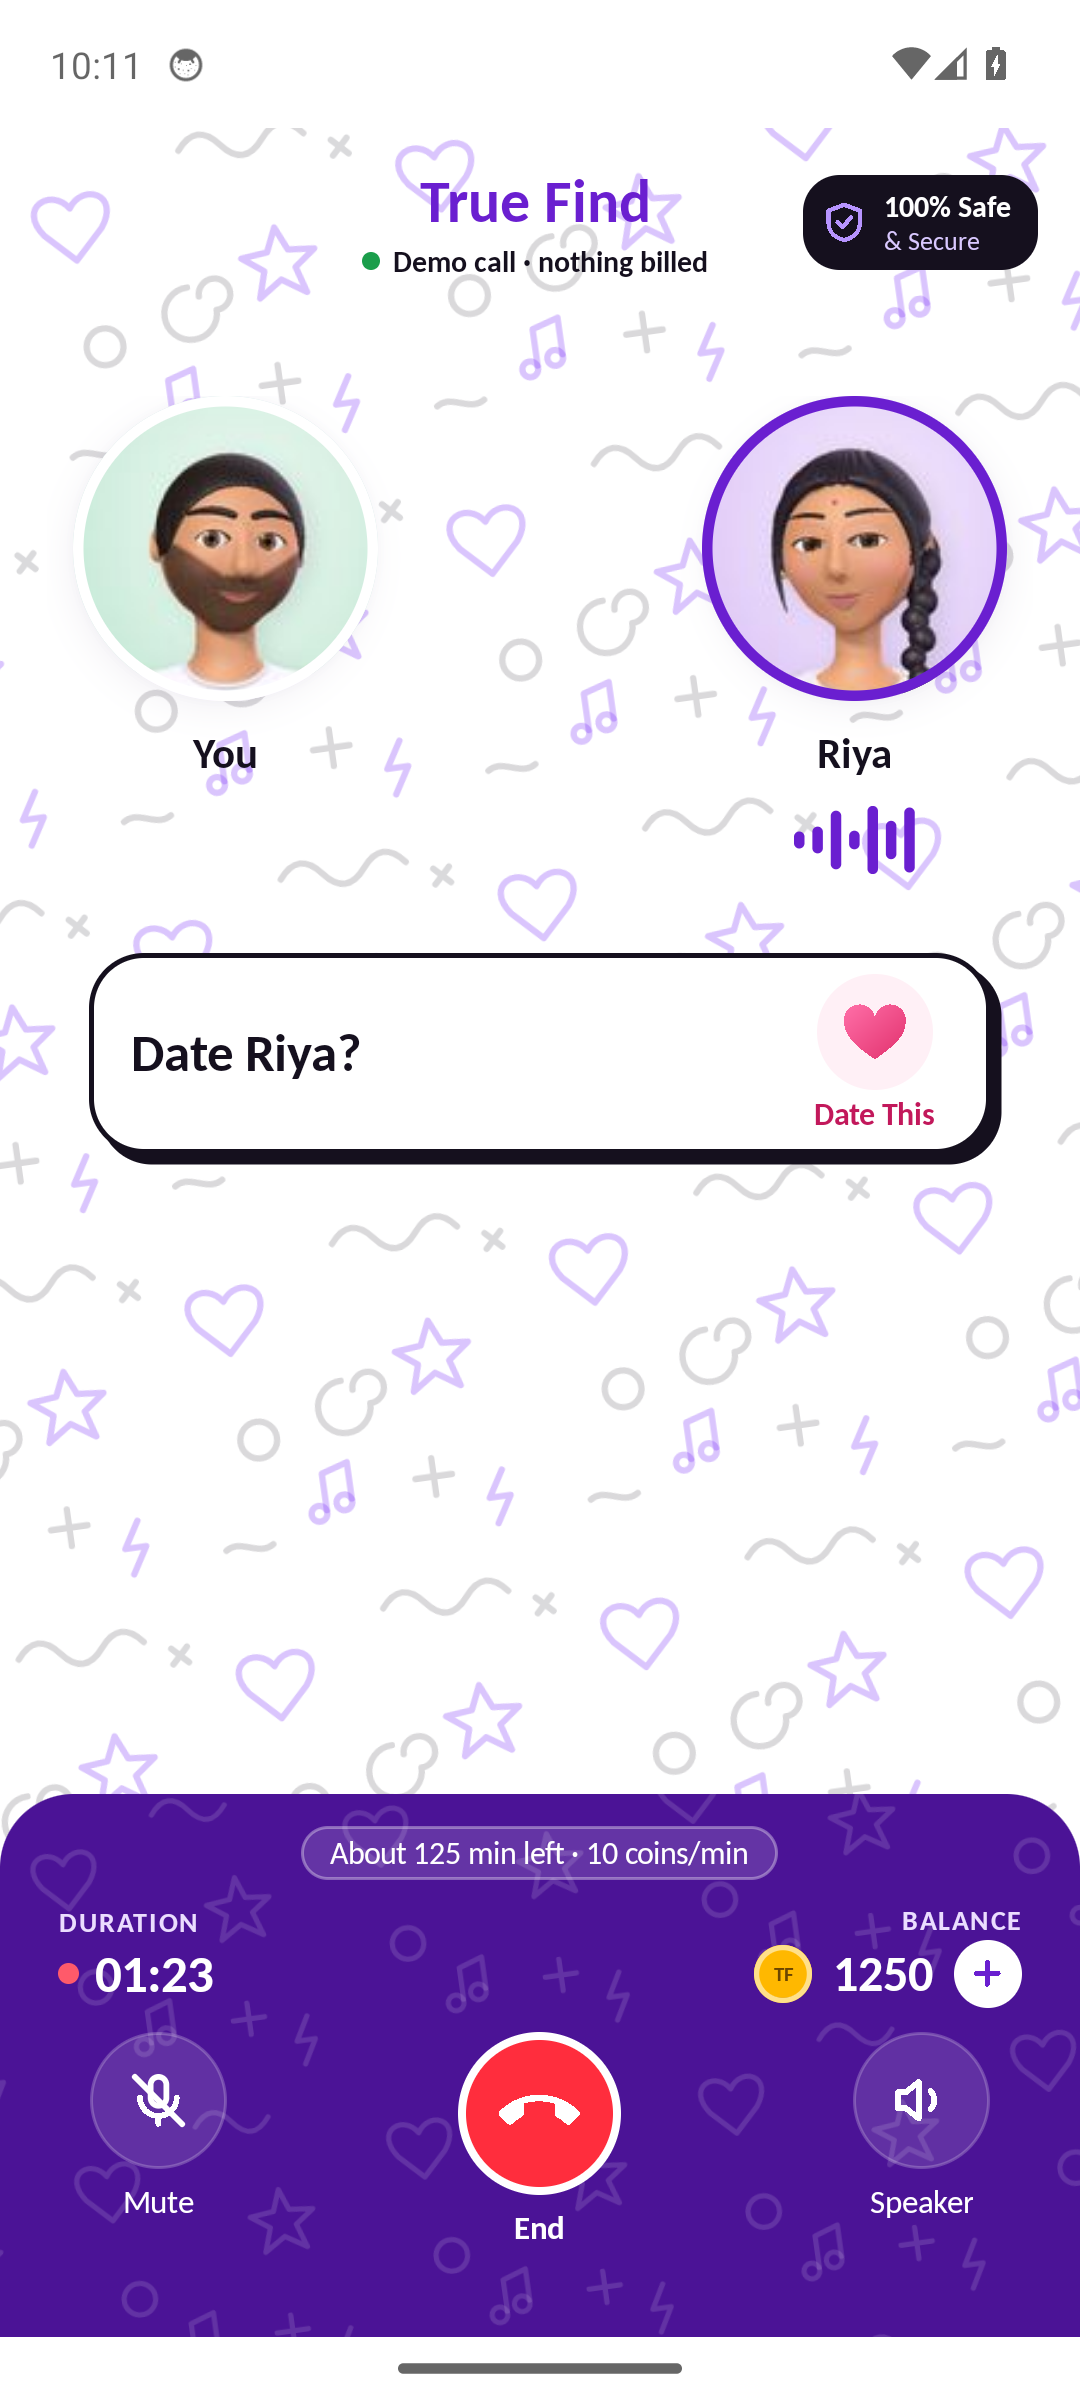 10:11
True Find
Demo call · nothing billed
100% Safe
& Secure
You
Riya
Date Riya?
Date This
About 125 min left · 10 coins/min
DURATION
BALANCE
01:23
TF
1250
Mute
End
Speaker